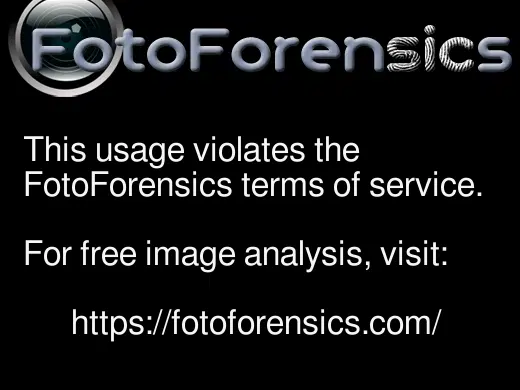 FotoForensics
This usage violates the
FotoForensics terms of service.
For free image analysis, visit:
https://fotoforensics.com/